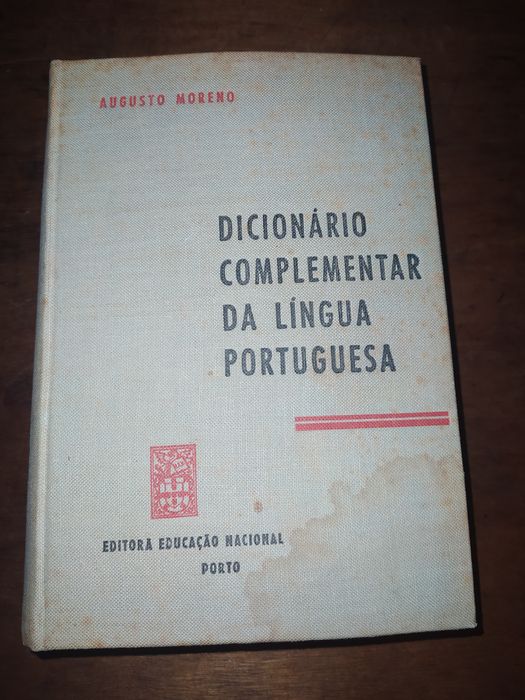 AUGUSTO MORENO
DICIONÁRIO
COMPLEMENTAR
DA LÍNGUA
PORTUGUESA
EDITORA EDUCAÇÃO NACIONAL
PORTO